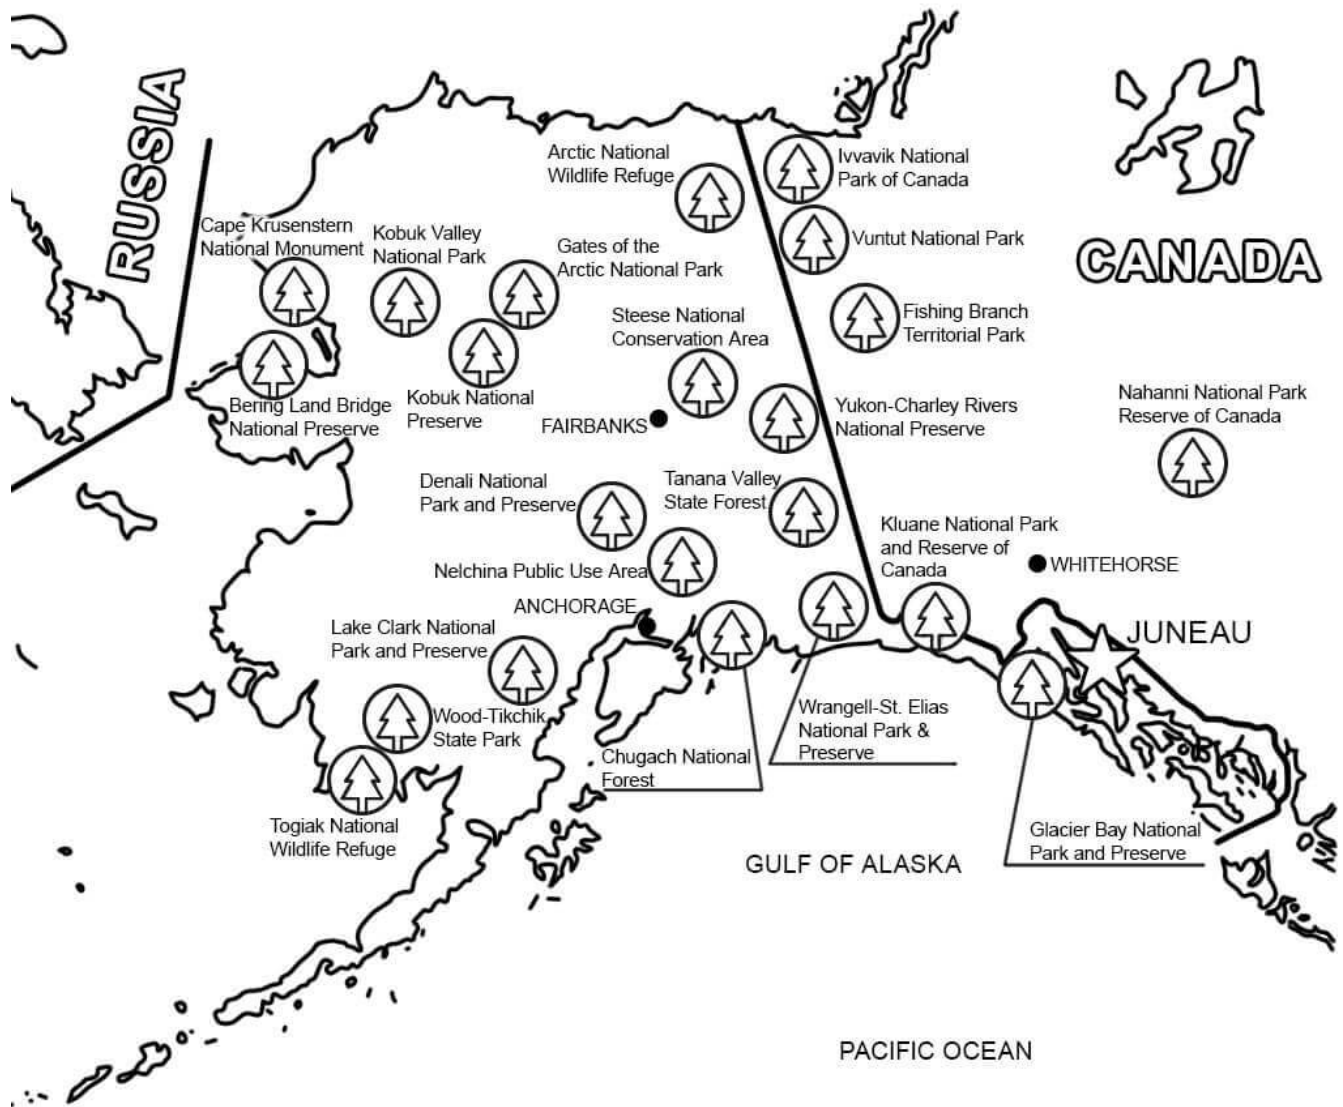 RUSSIA
CANADA
Arctic National
Wildlife Refuge
Ivvavik National
Park of Canada
Cape Krusenstern
National Monument
Kobuk Valley
National Park
Gates of the
Arctic National Park
Vuntut National Park
Steese National
Conservation Area
Fishing Branch
Territorial Park
Bering Land Bridge
National Preserve
Kobuk National
Preserve
FAIRBANKS
Yukon-Charley Rivers
National Preserve
Nahanni National Park
Reserve of Canada
Denali National
Park and Preserve
Tanana Valley
State Forest
Kluane National Park
and Reserve of
Canada
Nelchina Public Use Area
WHITEHORSE
ANCHORAGE
JUNEAU
Lake Clark National
Park and Preserve
Wood-Tikchik
State Park
Wrangell-St. Elias
National Park &
Preserve
Chugach National
Forest
Togiak National
Wildlife Refuge
Glacier Bay National
Park and Preserve
GULF OF ALASKA
PACIFIC OCEAN